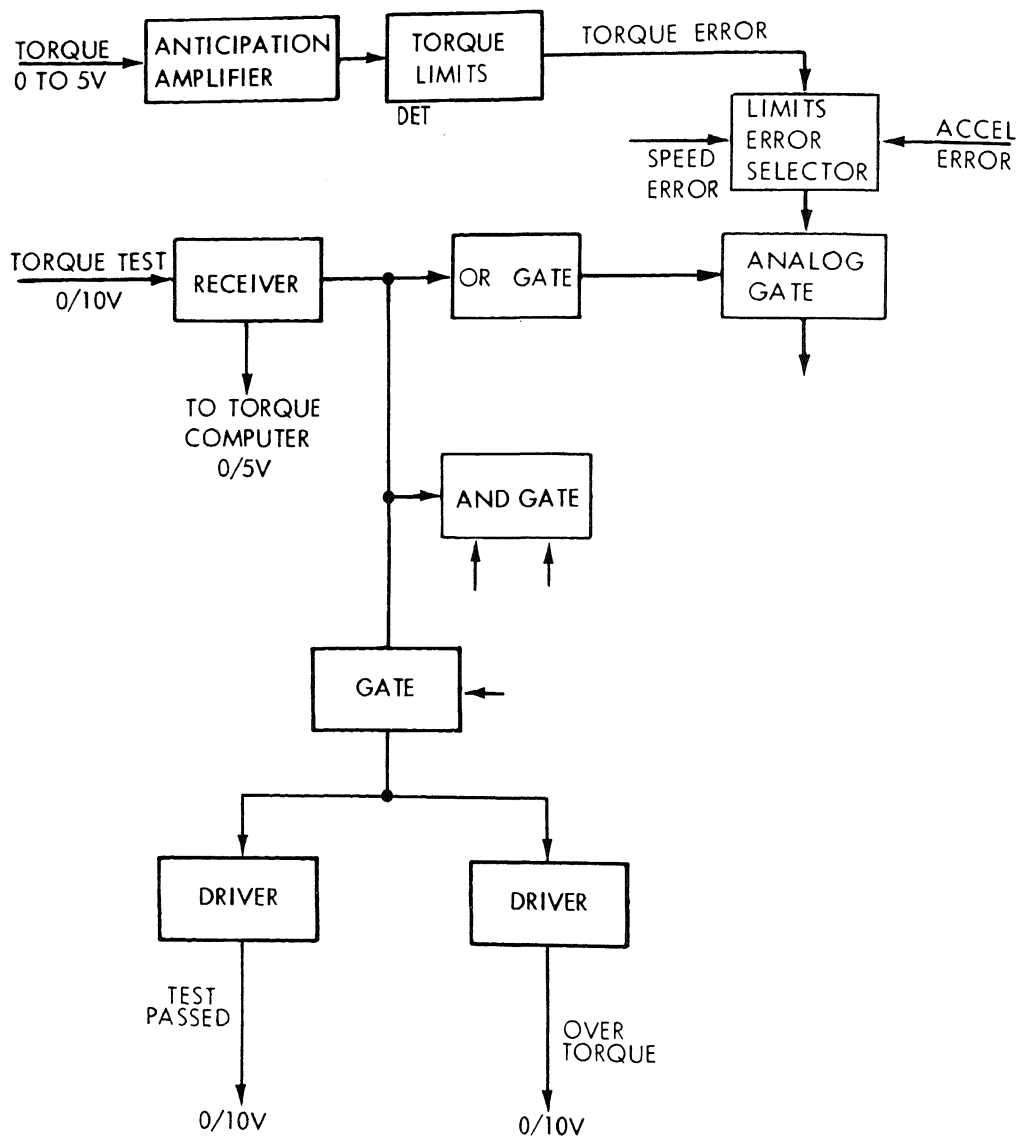 TORQUE
0 TO 5V
ANTICIPATION
AMPLIFIER
TORQUE
LIMITS
DET
TORQUE ERROR
LIMITS
ERROR
SELECTOR
SPEED
ERROR
ACCEL
ERROR
TORQUE TEST
0/10V
RECEIVER
OR GATE
ANALOG
GATE
TO TORQUE
COMPUTER
0/5V
AND GATE
GATE
DRIVER
DRIVER
TEST
PASSED
OVER
TORQUE
0/10V
0/10V